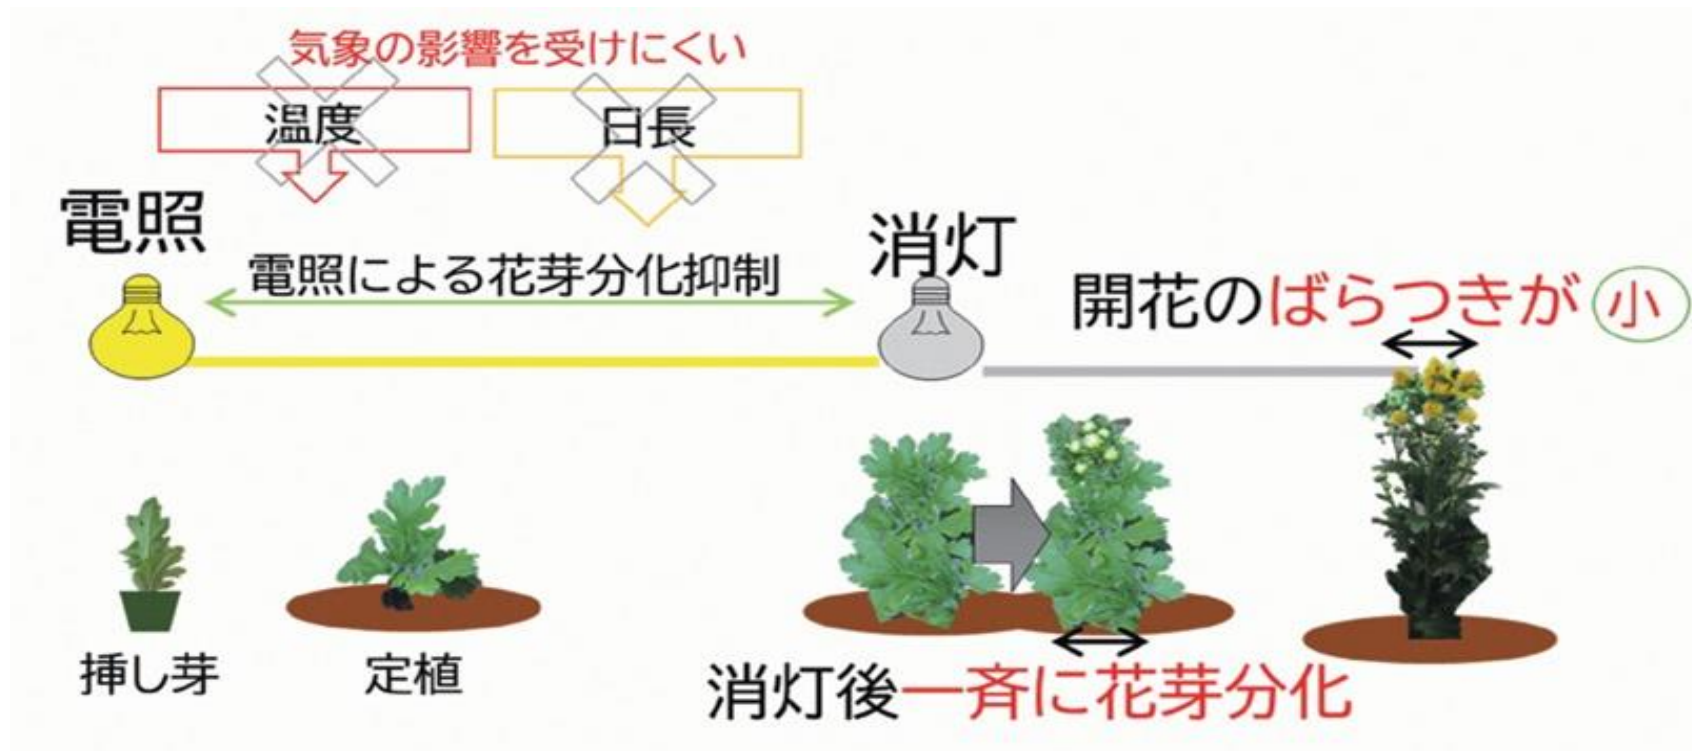 気象の影響を受けにくい
温度
日長
電照
消灯
電照による花芽分化抑制
開花のばらつきが小
挿し芽
定植
消灯後一斉に花芽分化